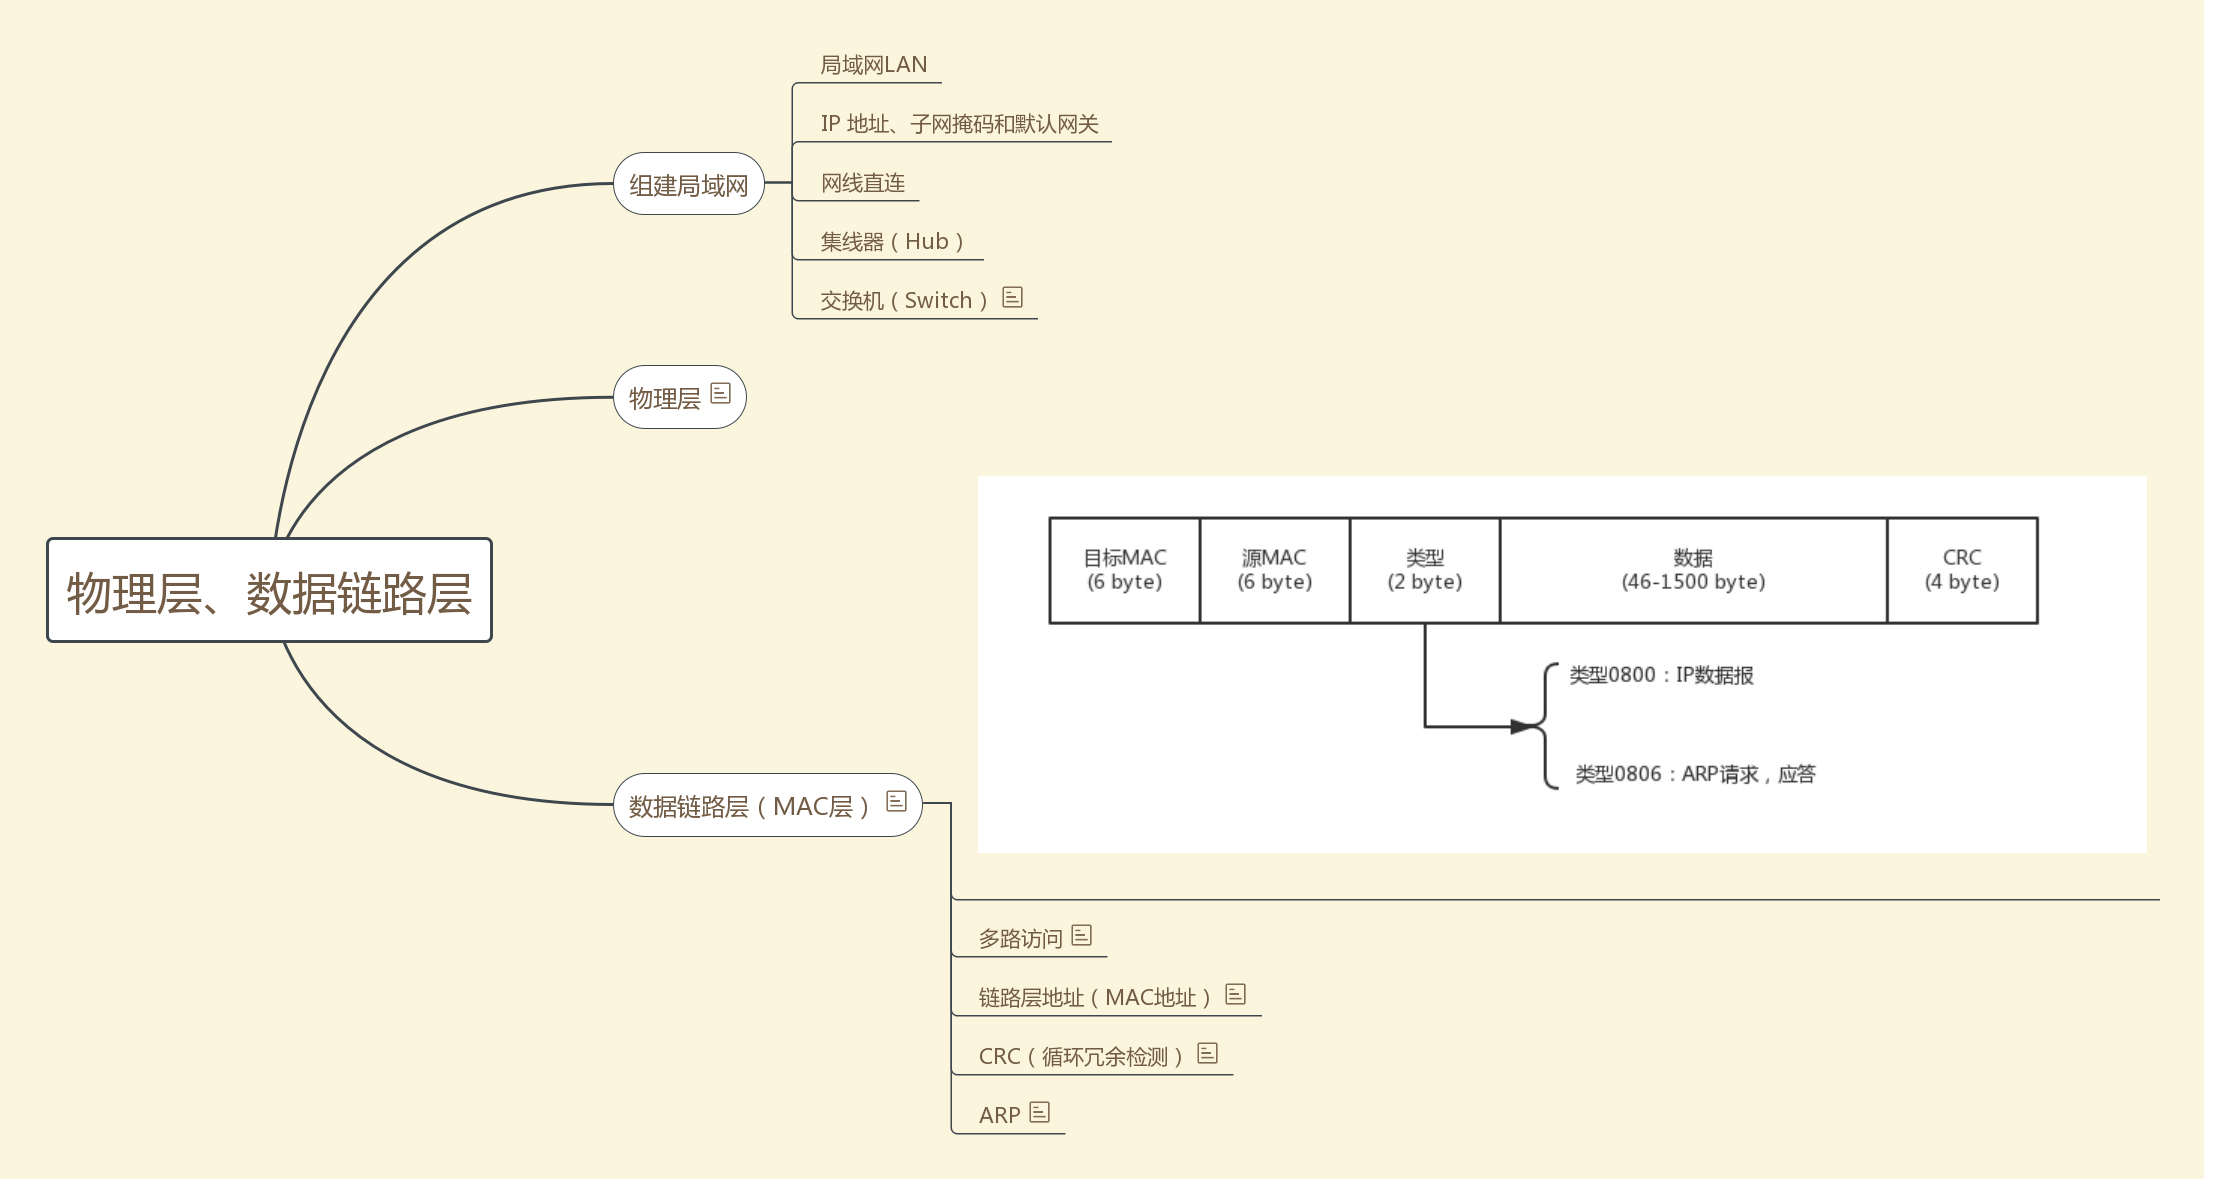 局域网LAN
IP 地址、子网掩码和默认网关
组建局域网
网线直连
集线器（Hub）
交换机（Switch）
物理层
物理层、数据链路层
目标MAC
(6 byte)
源MAC
(6 byte)
类型
(2 byte)
数据
(46-1500 byte)
CRC
(4 byte)
类型0800：IP数据报
类型0806：ARP请求，应答
数据链路层（MAC层）
多路访问
链路层地址（MAC地址）
CRC（循环冗余检测）
ARP